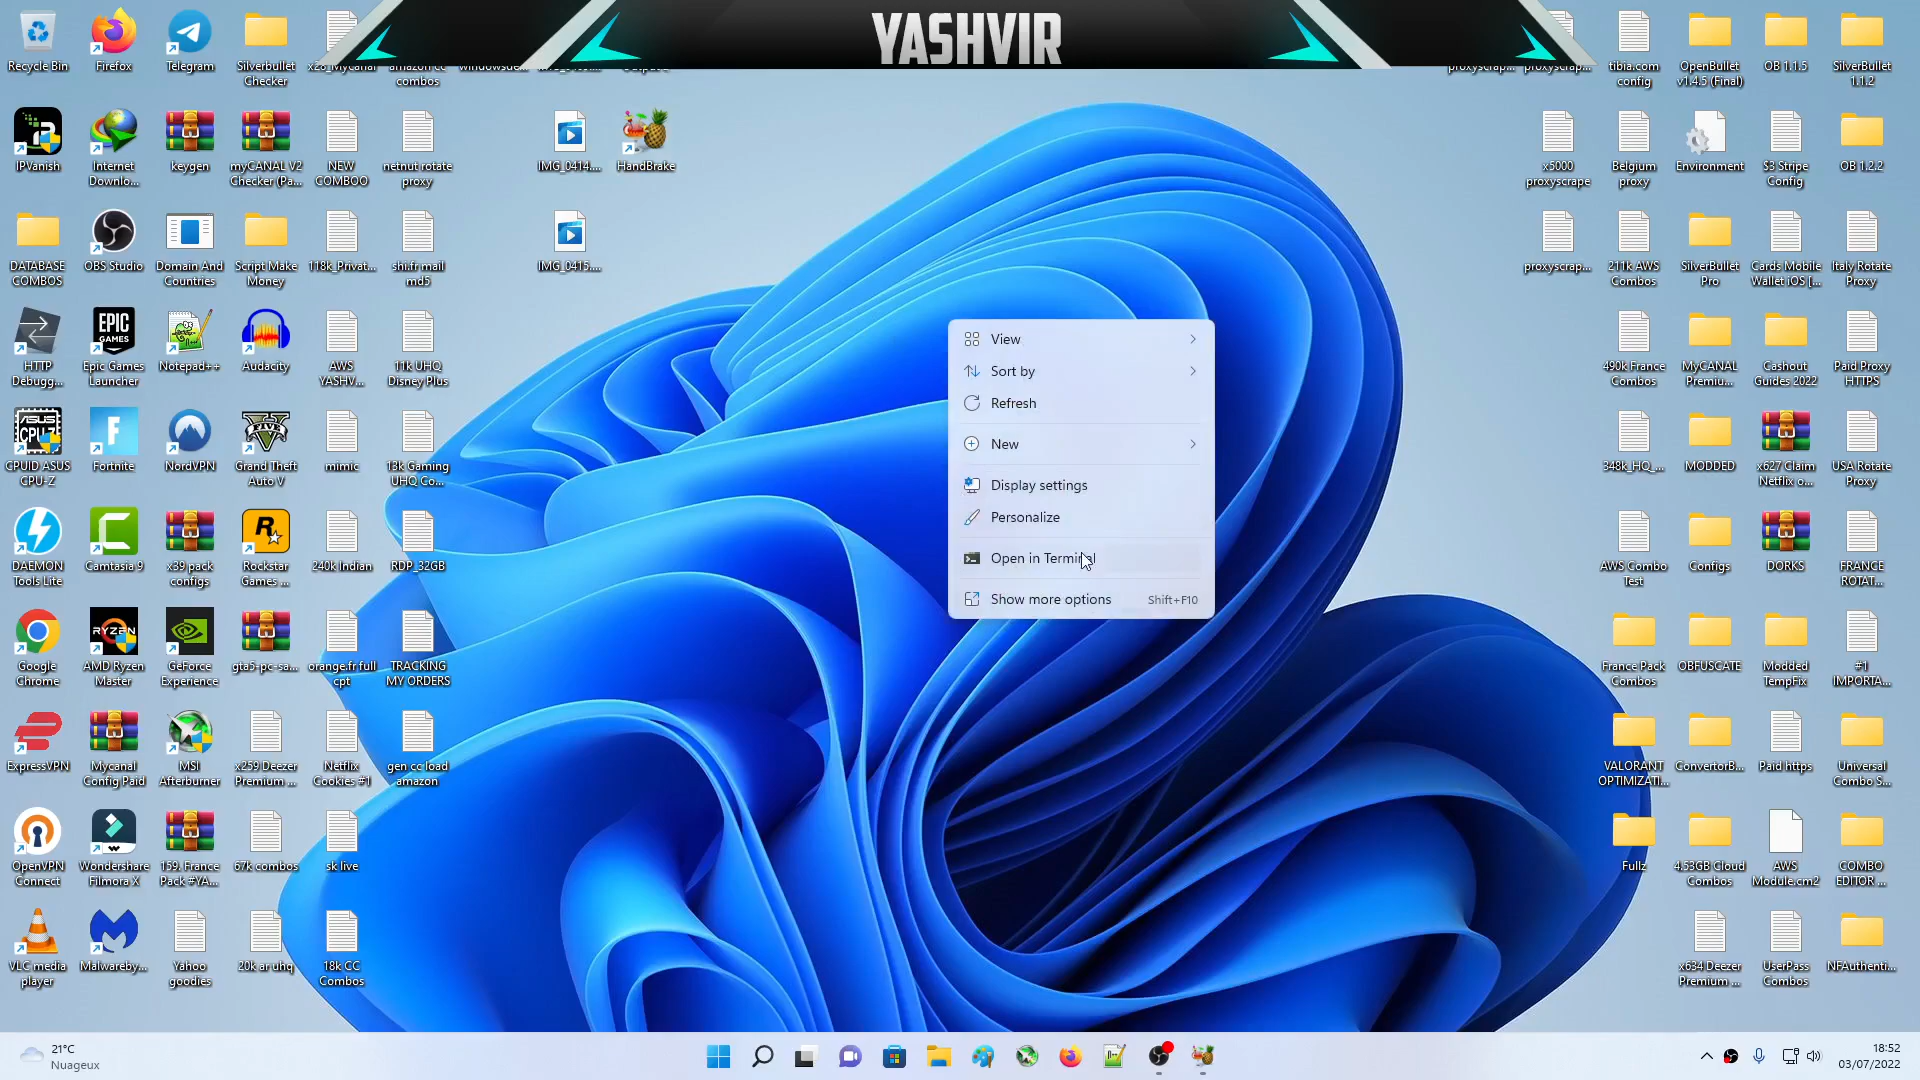 YASHVIR
Recycle Bin
Firefox
Telegram
Silverbullet
Checker
combos
tibia.com
config
OpenBullet
v1.4.5 (Final)
OB 1.1.5
SilverBullet
1.1.2
IPVanish
Internet
Downlo...
keygen
myCANAL V2
Checker (Pa...
NEW
COMBOO
netnut rotate
proxy
IMG_0414....
HandBrake
x5000
proxyscrape
Belgium
proxy
Environment
S3 Stripe
Config
OB 1.2.2
DATABASE
COMBOS
OBS Studio
Domain And
Countries
Script Make
Money
118k_Privat...
shi.fr mail
md5
IMG_0415....
proxyscrap...
211k AWS
Combos
SilverBullet
Pro
Cards Mobile
Wallet iOS [...
Italy Rotate
Proxy
HTTP
Debugg...
Epic Games
Launcher
Notepad++
Audacity
AWS
YASHV...
11k UHQ
Disney Plus
490k France
Combos
MyCANAL
Premiu...
Cashout
Guides 2022
Paid Proxy
HTTPS
CPUID ASUS
CPU-Z
Fortnite
NordVPN
Grand Theft
Auto V
mimic
13k Gaming
UHQ Co...
348k_HQ_...
MODDED
x627 Claim
Netflix o...
USA Rotate
Proxy
DAEMON
Tools Lite
Camtasia 9
x39 pack
configs
Rockstar
Games ...
240k Indian
RDP_32GB
AWS Combo
Test
Configs
DORKS
FRANCE
ROTAT...
Google
Chrome
AMD Ryzen
Master
GeForce
Experience
gta5-pc-sa...
orange.fr full
cpt
TRACKING
MY ORDERS
France Pack
Combos
OBFUSCATE
Modded
TempFix
#1
IMPORTA...
ExpressVPN
Mycanal
Config Paid
MSI
Afterburner
x259 Deezer
Premium ...
Netflix
Cookies #1
gen cc load
amazon
VALORANT
OPTIMIZATI...
ConvertorB...
Paid https
Universal
Combo S...
OpenVPN
Connect
Wondershare
Filmora X
159. France
Pack #YA...
67k combos
sk live
Fullz
4.53GB Cloud
Combos
AWS
Module.cm2
COMBO
EDITOR ...
VLC media
player
Malwareby...
Yahoo
goodies
20k ar uhq
18k CC
Combos
x634 Deezer
Premium ...
UserPass
Combos
NFAuthenti...
View
Sort by
Refresh
New
Display settings
Personalize
Open in Terminal
Show more options Shift+F10
21°C
Nuageux
18:52
03/07/2022